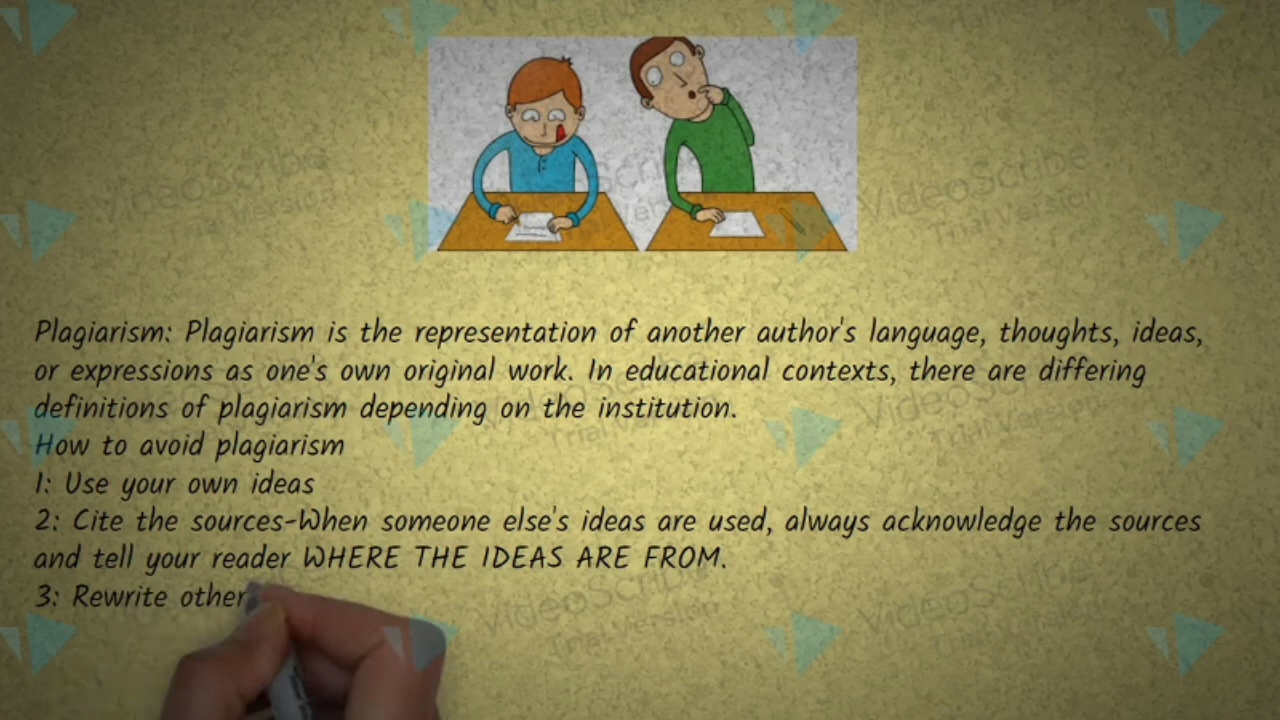 Plagiarism: Plagiarism is the representation of another author's language, thoughts, ideas,
or expressions as one's own original work. In educational contexts, there are differing
definitions of plagiarism depending on the institution.
How to avoid plagiarism
1: Use your own ideas
2: Cite the sources-When someone else's ideas are used, always acknowledge the sources
and tell your reader WHERE THE IDEAS ARE FROM.
3: Rewrite other
VideoScribe
Trial Version